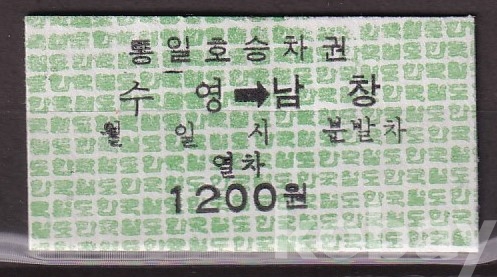 통일호승차권
수 영➡남 창
월 일 시 분발차
열차
1200원